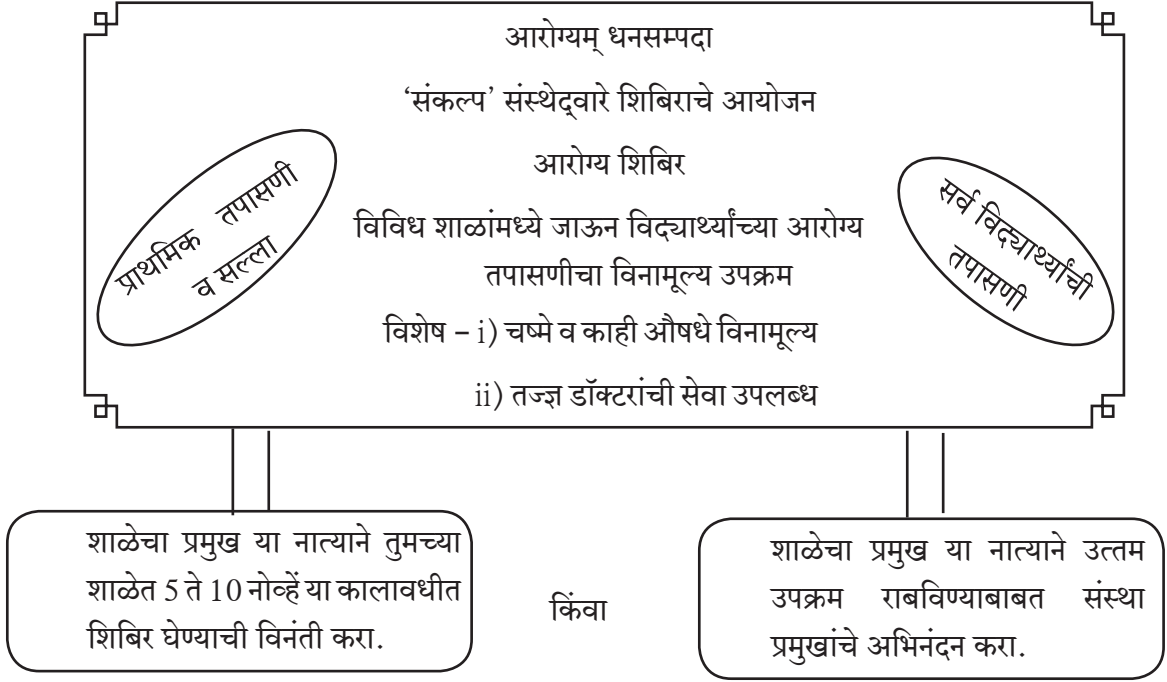 आरोग्यम् धनसम्पदा
‘संकल्प’ संस्थेद्‌वारे शिबिराचे आयोजन
आरोग्य शिबिर
प्राथमिक तपासणी
व सल्ला
सर्व विद्यार्थ्यांची
तपासणी
विविध शाळांमध्ये जाऊन विद्यार्थ्यांच्या आरोग्य
तपासणीचा विनामूल्य उपक्रम
विशेष – i) चष्मे व काही औषधे विनामूल्य
ii) तज्ज्ञ डॉक्टरांची सेवा उपलब्ध
शाळेचा प्रमुख या नात्याने तुमच्या
शाळेत 5 ते 10 नोव्हें या कालावधीत
शिबिर घेण्याची विनंती करा.
किंवा
शाळेचा प्रमुख या नात्याने उत्तम
उपक्रम राबविण्याबाबत संस्था
प्रमुखांचे अभिनंदन करा.